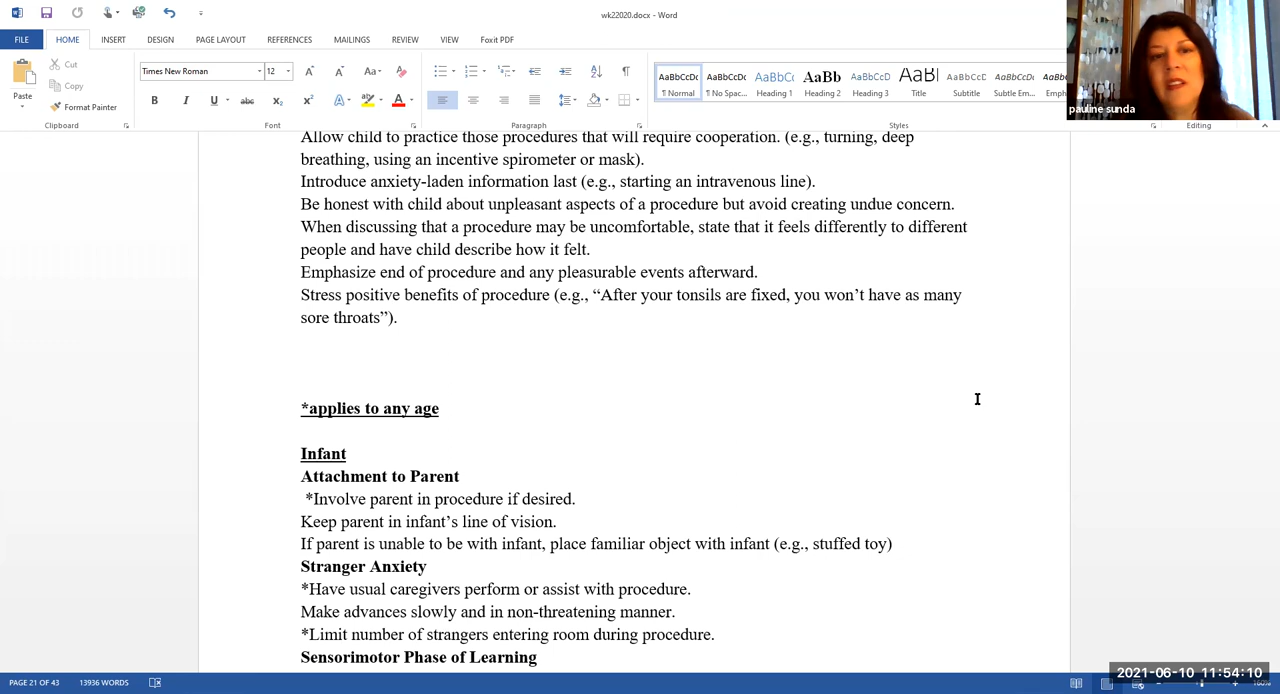 wk22020.docx - Word
FILE HOME INSERT DESIGN PAGE LAYOUT REFERENCES MAILINGS REVIEW VIEW Foxit PDF
Paste Cut Copy Format Painter
Times New Roman 12
AaBbCcDc AaBbCcDc AaBbCc AaBb AaBbCcDc AaB AaBbCcD AaBbCcDc
¶ Normal ¶ No Spac... Heading 1 Heading 2 Heading 3 Title Subtitle Subtle Em...
Clipboard Font Paragraph Styles Editing
pauline sunda
Allow child to practice those procedures that will require cooperation. (e.g., turning, deep
breathing, using an incentive spirometer or mask).
Introduce anxiety-laden information last (e.g., starting an intravenous line).
Be honest with child about unpleasant aspects of a procedure but avoid creating undue concern.
When discussing that a procedure may be uncomfortable, state that it feels differently to different
people and have child describe how it felt.
Emphasize end of procedure and any pleasurable events afterward.
Stress positive benefits of procedure (e.g., “After your tonsils are fixed, you won’t have as many
sore throats”).
*applies to any age
Infant
Attachment to Parent
*Involve parent in procedure if desired.
Keep parent in infant’s line of vision.
If parent is unable to be with infant, place familiar object with infant (e.g., stuffed toy)
Stranger Anxiety
*Have usual caregivers perform or assist with procedure.
Make advances slowly and in non-threatening manner.
*Limit number of strangers entering room during procedure.
Sensorimotor Phase of Learning
PAGE 21 OF 43 13936 WORDS
2021-06-10 11:54:10